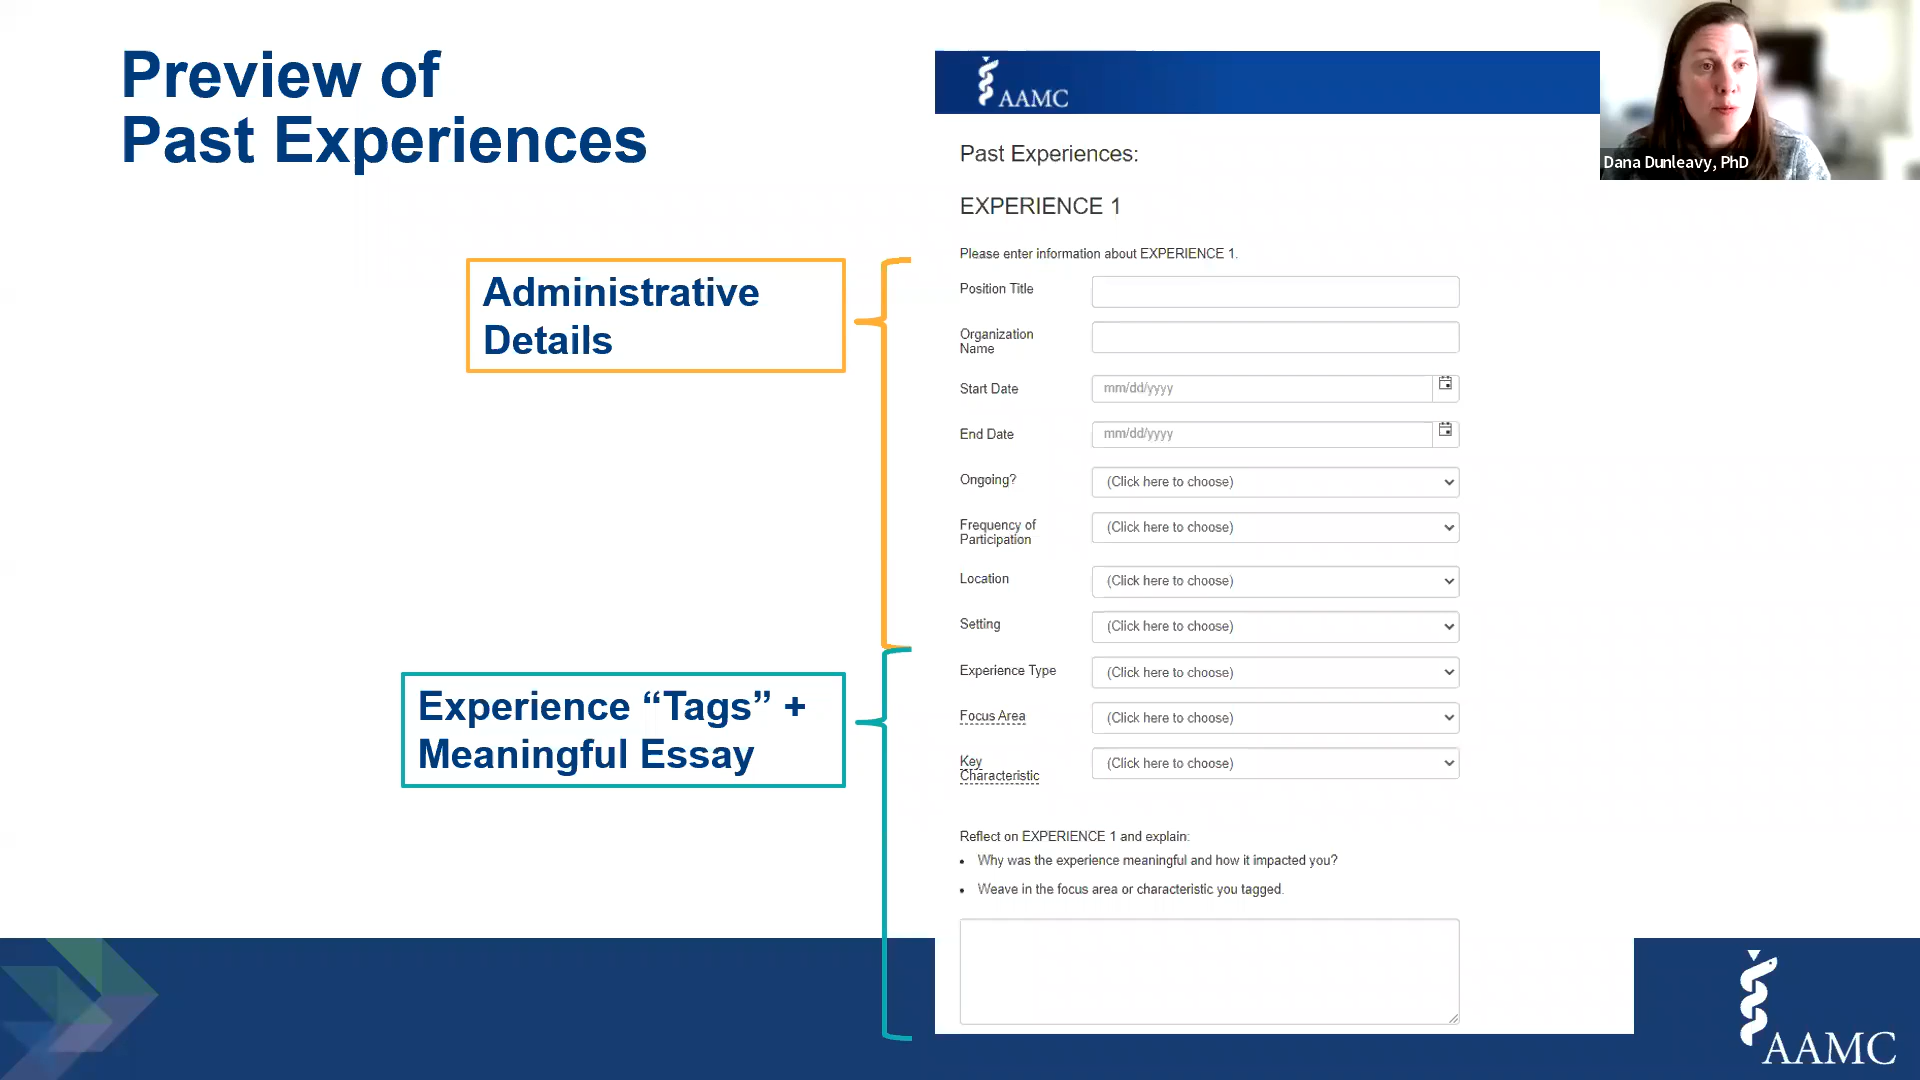 Preview of
Past Experiences
AAMC
Dana Dunleavy, PhD
Past Experiences:
EXPERIENCE 1
Please enter information about EXPERIENCE 1.
Administrative
Details
Position Title
Organization
Name
Start Date
mm/dd/yyyy
End Date
mm/dd/yyyy
Ongoing?
(Click here to choose)
Frequency of
Participation
(Click here to choose)
Location
(Click here to choose)
Setting
(Click here to choose)
Experience “Tags” +
Meaningful Essay
Experience Type
(Click here to choose)
Focus Area
(Click here to choose)
Key
Characteristic
(Click here to choose)
Reflect on EXPERIENCE 1 and explain:
• Why was the experience meaningful and how it impacted you?
• Weave in the focus area or characteristic you tagged.
AAMC